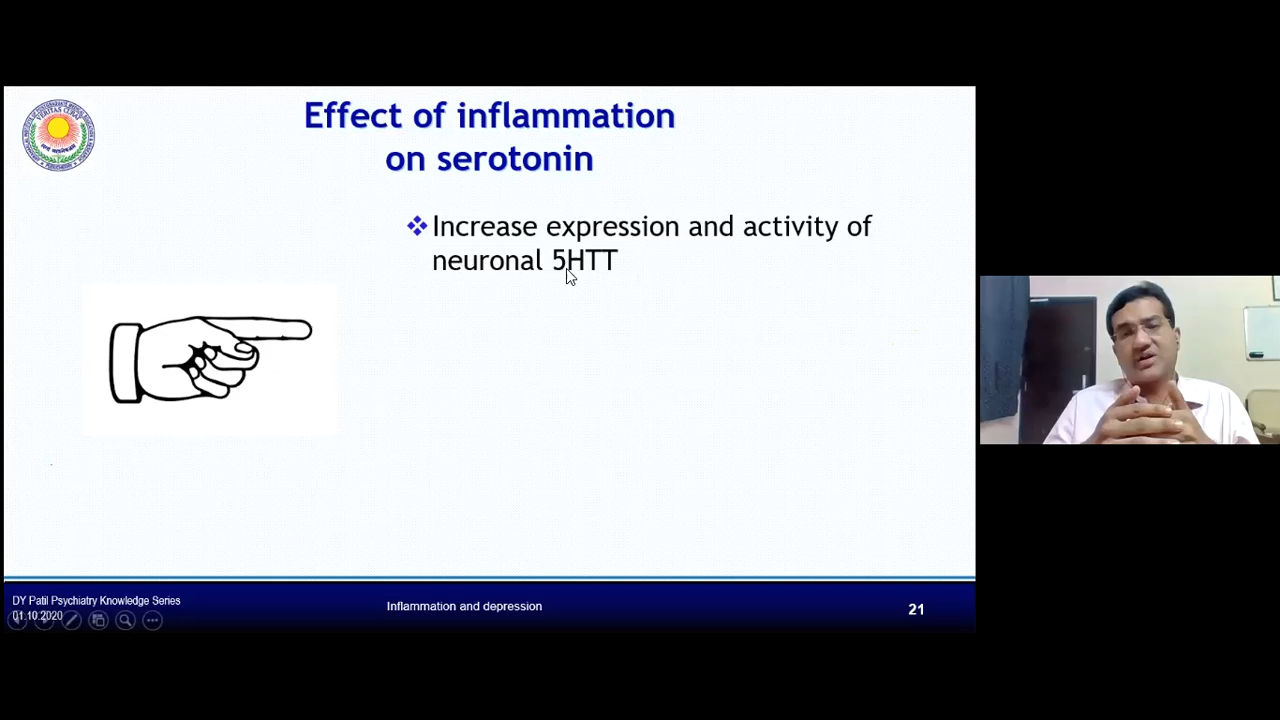 Effect of inflammation
on serotonin
Increase expression and activity of
neuronal 5HTT
DY Patil Psychiatry Knowledge Series
01.10.2020
Inflammation and depression
21